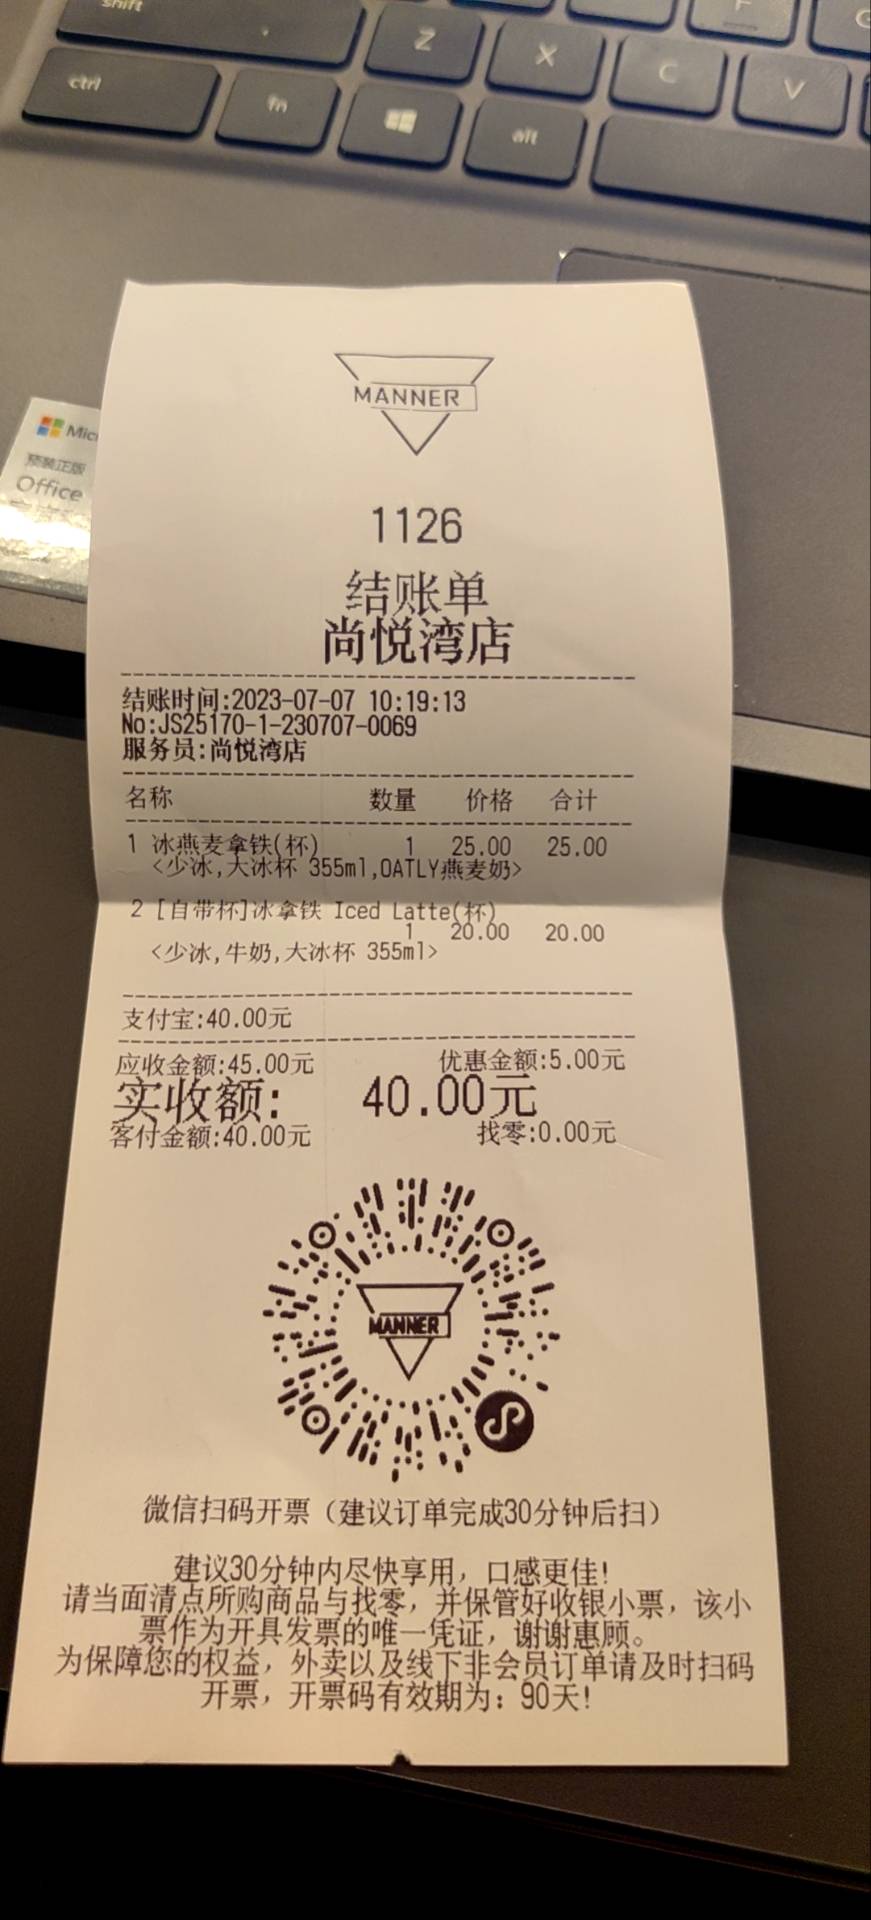 shift
Z
X
C
V
F
G
ctrl
fn
alt
预装正版
Office
MANNER
1126
结账单
尚悦湾店
结账时间:2023-07-07 10:19:13
No:JS25170-1-230707-0069
服务员:尚悦湾店
名称 数量 价格 合计
1 冰燕麦拿铁(杯) 1 25.00 25.00
<少冰,大冰杯 355ml,OATLY燕麦奶>
2 [自带杯]冰拿铁 Iced Latte(杯)
1 20.00 20.00
<少冰,牛奶,大冰杯 355ml>
支付宝:40.00元
应收金额:45.00元 优惠金额:5.00元
实收额: 40.00元
客付金额:40.00元 找零:0.00元
MANNER
微信扫码开票（建议订单完成30分钟后扫）
建议30分钟内尽快享用，口感更佳!
请当面清点所购商品与找零，并保管好收银小票，该小
票作为开具发票的唯一凭证，谢谢惠顾。
为保障您的权益，外卖以及线下非会员订单请及时扫码
开票，开票码有效期为：90天!